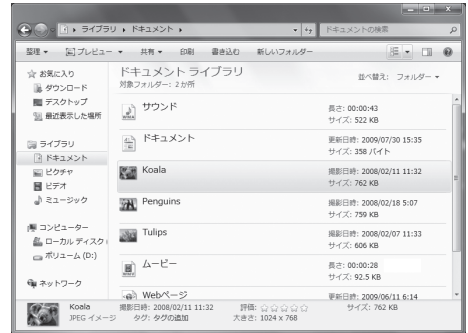 ライブラリ ▸ ドキュメント ▸
ドキュメントの検索
整理 ▼ プレビュー ▼ 共有 ▼ 印刷 書き込む 新しいフォルダー
お気に入り
ダウンロード
デスクトップ
最近表示した場所
ライブラリ
ドキュメント
ピクチャ
ビデオ
ミュージック
コンピューター
ローカル ディスク (
ボリューム (D:)
ネットワーク
ドキュメント ライブラリ
対象フォルダー: 2か所
並べ替え: フォルダー ▼
サウンド
長さ: 00:00:43
サイズ: 522 KB
ドキュメント
更新日時: 2009/07/30 15:35
サイズ: 358 バイト
Koala
撮影日時: 2008/02/11 11:32
サイズ: 762 KB
Penguins
撮影日時: 2008/02/18 5:07
サイズ: 759 KB
Tulips
撮影日時: 2008/02/07 11:33
サイズ: 606 KB
ムービー
長さ: 00:00:28
サイズ: 92.5 KB
Webページ
更新日時: 2009/06/11 6:14
Koala 撮影日時: 2008/02/11 11:32 評価: ☆☆☆☆☆ サイズ: 762 KB
JPEG イメージ タグ: タグの追加 大きさ: 1024 x 768